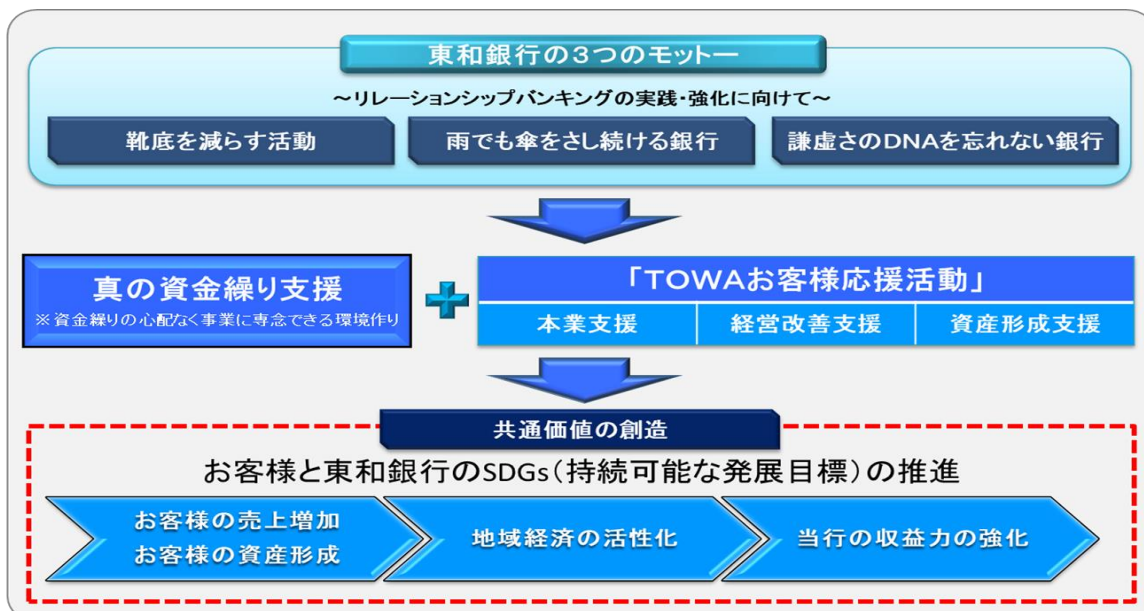 東和銀行の3つのモットー
～リレーションシップバンキングの実践・強化に向けて～
靴底を減らす活動
雨でも傘をさし続ける銀行
謙虚さのDNAを忘れない銀行
真の資金繰り支援
※資金繰りの心配なく事業に専念できる環境作り
「TOWAお客様応援活動」
本業支援
経営改善支援
資産形成支援
共通価値の創造
お客様と東和銀行のSDGs(持続可能な発展目標)の推進
お客様の売上増加
お客様の資産形成
地域経済の活性化
当行の収益力の強化